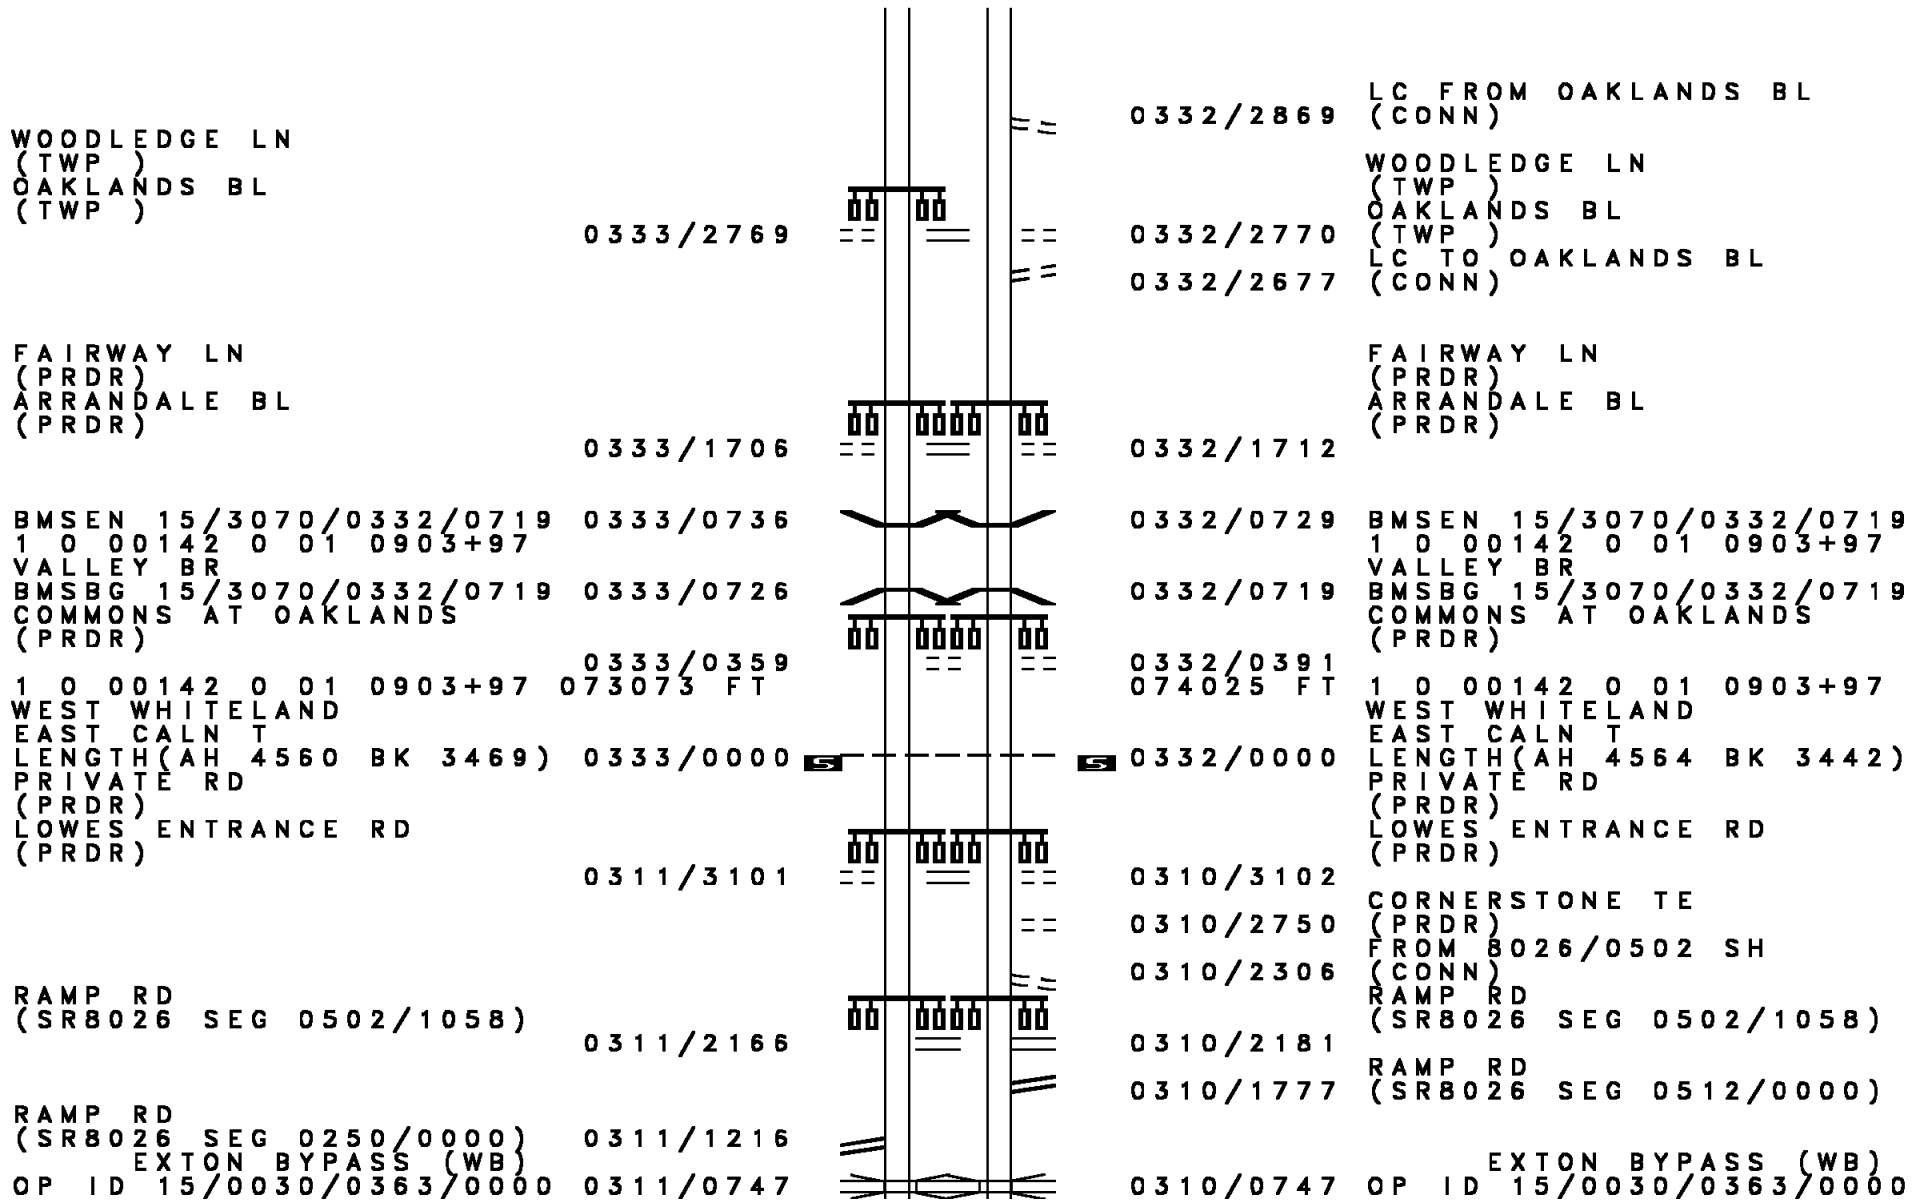 LC FROM OAKLANDS BL
0332/2869 (CONN)
WOODLEDGE LN
(TWP )
OAKLANDS BL
(TWP )
WOODLEDGE LN
(TWP )
OAKLANDS BL
0333/2769 0332/2770 (TWP )
LC TO OAKLANDS BL
0332/2677 (CONN)
FAIRWAY LN FAIRWAY LN
(PRDR) (PRDR)
ARRANDALE BL ARRANDALE BL
(PRDR) (PRDR)
0333/1706 0332/1712
BMSEN 15/3070/0332/0719 0333/0736 0332/0729 BMSEN 15/3070/0332/0719
1 0 00142 0 01 0903+97 1 0 00142 0 01 0903+97
VALLEY BR VALLEY BR
BMSBG 15/3070/0332/0719 0333/0726 0332/0719 BMSBG 15/3070/0332/0719
COMMONS AT OAKLANDS COMMONS AT OAKLANDS
(PRDR) (PRDR)
0333/0359 0332/0391
1 0 00142 0 01 0903+97 073073 FT 074025 FT 1 0 00142 0 01 0903+97
WEST WHITELAND WEST WHITELAND
EAST CALN T EAST CALN T
LENGTH(AH 4560 BK 3469) 0333/0000 S S 0332/0000 LENGTH(AH 4564 BK 3442)
PRIVATE RD PRIVATE RD
(PRDR) (PRDR)
LOWES ENTRANCE RD LOWES ENTRANCE RD
(PRDR) (PRDR)
0311/3101 0310/3102
CORNERSTONE TE
0310/2750 (PRDR)
FROM 8026/0502 SH
0310/2306 (CONN)
RAMP RD RAMP RD
(SR8026 SEG 0502/1058) (SR8026 SEG 0502/1058)
0311/2166 0310/2181
RAMP RD
0310/1777 (SR8026 SEG 0512/0000)
RAMP RD
(SR8026 SEG 0250/0000) 0311/1216
EXTON BYPASS (WB) EXTON BYPASS (WB)
OP ID 15/0030/0363/0000 0311/0747 0310/0747 OP ID 15/0030/0363/0000